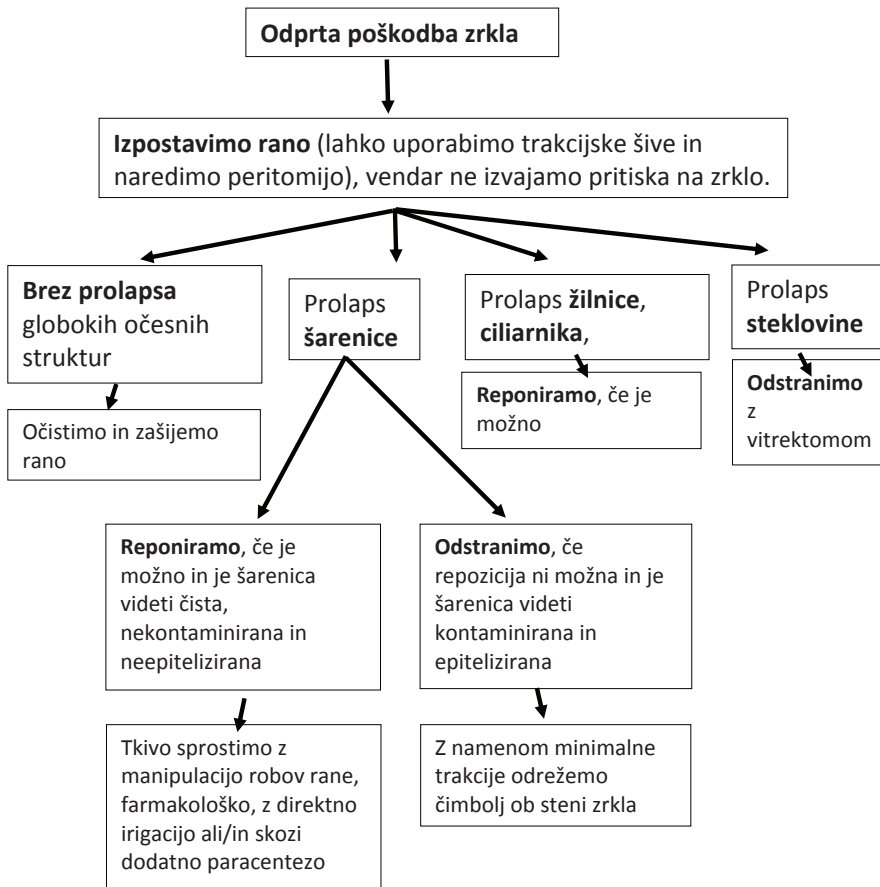 Odprta poškodba zrkla
Izpostavimo rano (lahko uporabimo trakcijske šive in
naredimo peritomijo), vendar ne izvajamo pritiska na zrklo.
Brez prolapsa
globokih očesnih
struktur
Prolaps
šarenice
Prolaps žilnice,
ciliarnika,
Prolaps
steklovine
Očistimo in zašijemo
rano
Reponiramo, če je
možno
Odstranimo
z
vitrektomom
Reponiramo, če je
možno in je šarenica
videti čista,
nekontaminirana in
neepitelizirana
Odstranimo, če
repozicija ni možna in je
šarenica videti
kontaminirana in
epitelizirana
Tkivo sprostimo z
manipulacijo robov rane,
farmakološko, z direktno
irigacijo ali/in skozi
dodatno paracentezo
Z namenom minimalne
trakcije odrežemo
čimbolj ob steni zrkla